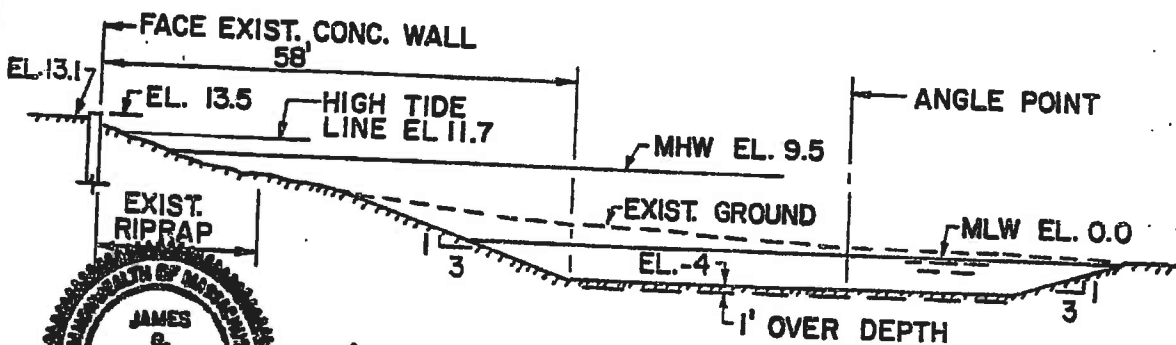 FACE EXIST. CONC. WALL
58'
EL. 13.1
EL. 13.5
HIGH TIDE
LINE EL 11.7
ANGLE POINT
MHW EL. 9.5
EXIST.
RIPRAP
EXIST. GROUND
MLW EL. 0.0
1
3
EL.-4
3
1
1' OVER DEPTH
JAMES